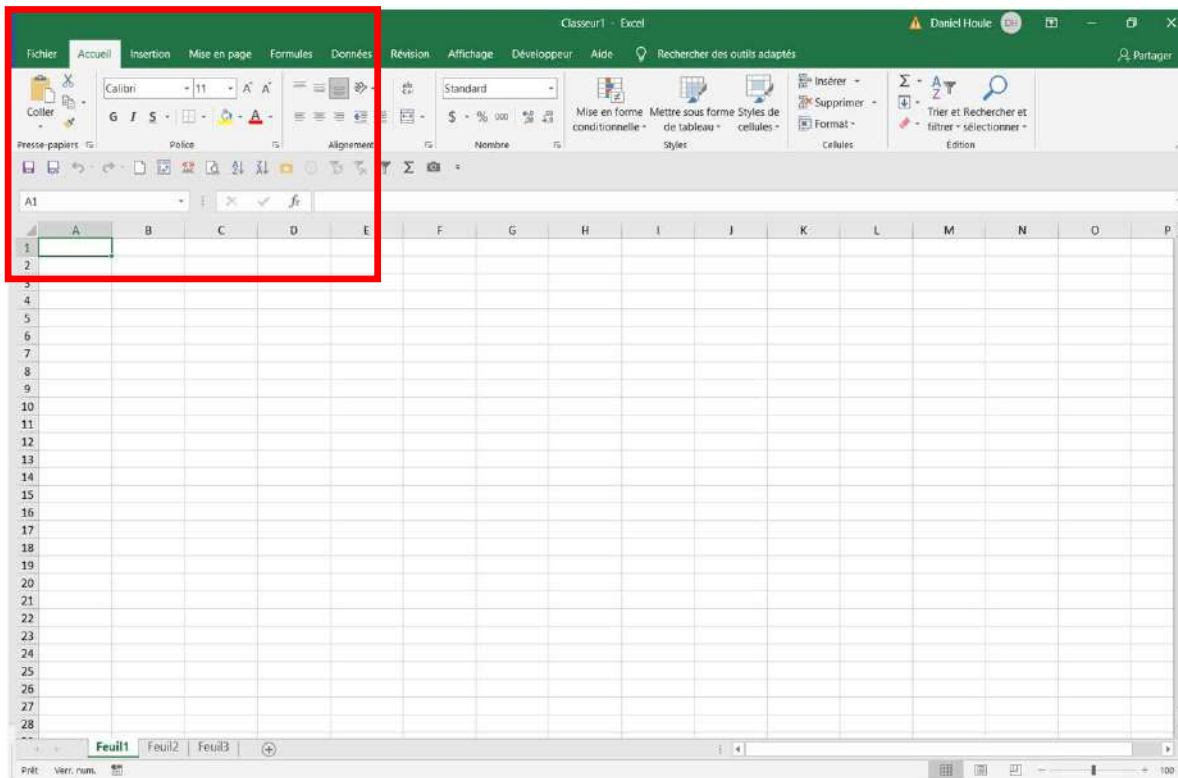 Classeur1 - Excel
Daniel Houle DH
Fichier Accueil Insertion Mise en page Formules Données Révision Affichage Développeur Aide Rechercher des outils adaptés Partager
Calibri 11 Standard Insérer
Supprimer
Coller G I S $ % 000 Mise en forme Mettre sous forme Styles de Format Trier et Rechercher et
conditionnelle de tableau cellules filtrer sélectionner
Presse-papiers Police Alignement Nombre Styles Cellules Édition
A1 fx
A B C D E F G H I J K L M N O P
1
2
3
4
5
6
7
8
9
10
11
12
13
14
15
16
17
18
19
20
21
22
23
24
25
26
27
28
Feuil1 Feuil2 Feuil3
Prêt Verr. num. 100